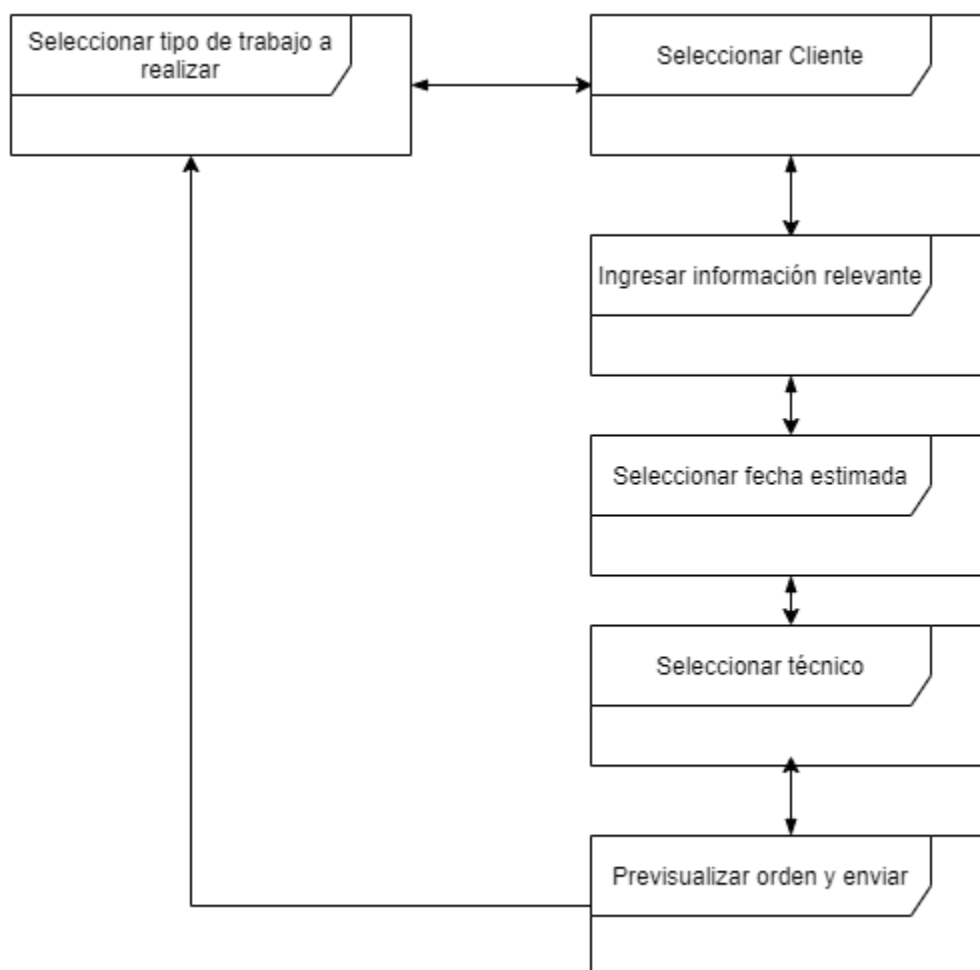 Seleccionar tipo de trabajo a
realizar
Seleccionar Cliente
Ingresar información relevante
Seleccionar fecha estimada
Seleccionar técnico
Previsualizar orden y enviar